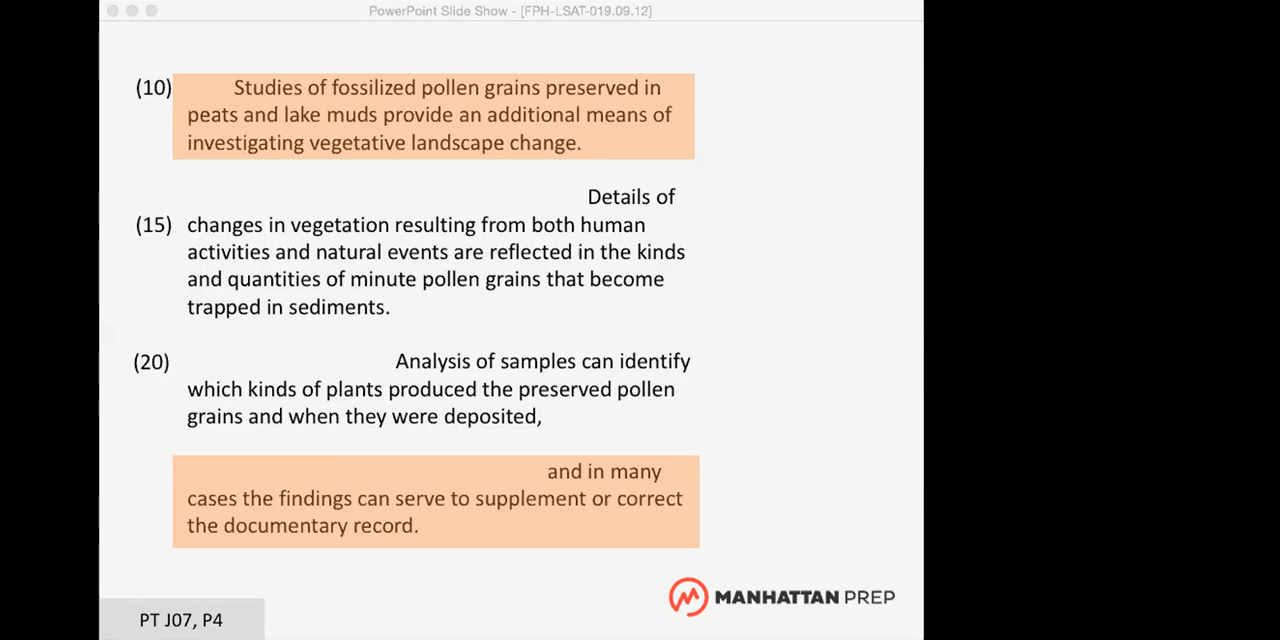 PowerPoint Slide Show - [FPH-LSAT-019.09.12]
(10) Studies of fossilized pollen grains preserved in
peats and lake muds provide an additional means of
investigating vegetative landscape change.
Details of
(15) changes in vegetation resulting from both human
activities and natural events are reflected in the kinds
and quantities of minute pollen grains that become
trapped in sediments.
(20) Analysis of samples can identify
which kinds of plants produced the preserved pollen
grains and when they were deposited,
and in many
cases the findings can serve to supplement or correct
the documentary record.
MANHATTAN PREP
PT J07, P4